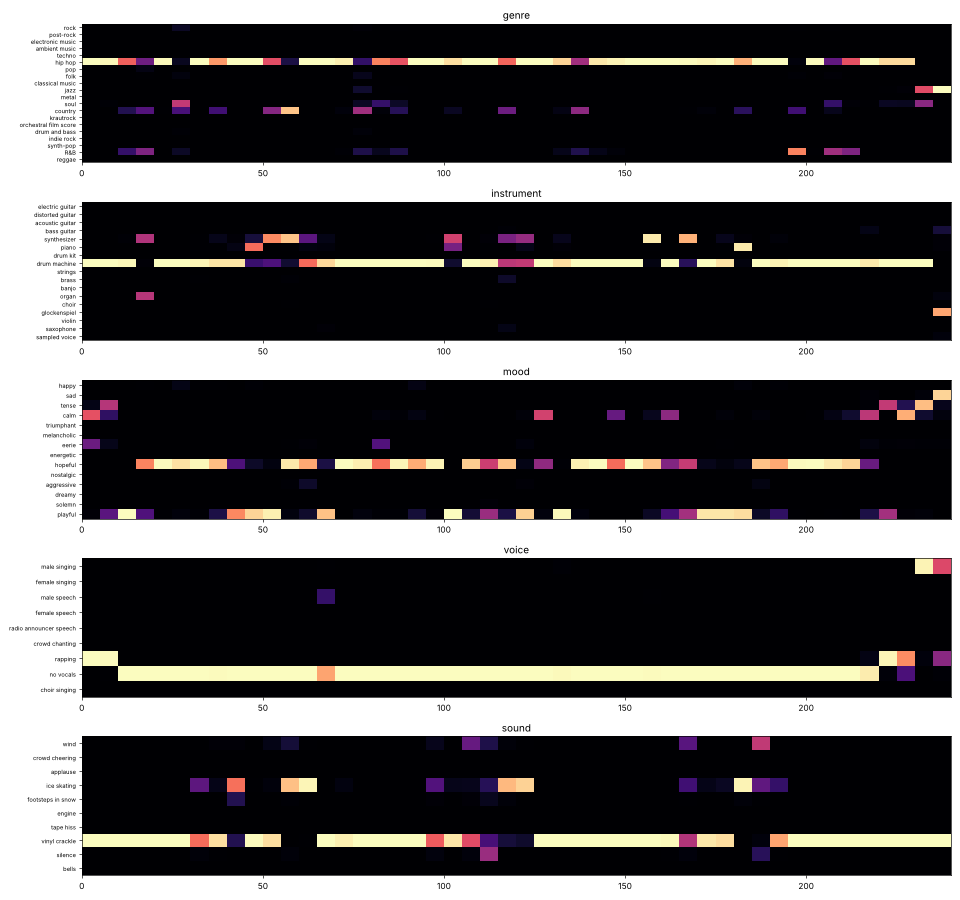 genre
rock
post-rock
electronic music
ambient music
techno
hip hop
pop
folk
classical music
jazz
metal
soul
country
krautrock
orchestral film score
drum and bass
indie rock
synth-pop
R&B
reggae
0 50 100 150 200
instrument
electric guitar
distorted guitar
acoustic guitar
bass guitar
synthesizer
piano
drum kit
drum machine
strings
brass
banjo
organ
choir
glockenspiel
violin
saxophone
sampled voice
0 50 100 150 200
mood
happy
sad
tense
calm
triumphant
melancholic
eerie
energetic
hopeful
nostalgic
aggressive
dreamy
solemn
playful
0 50 100 150 200
voice
male singing
female singing
male speech
female speech
radio announcer speech
crowd chanting
rapping
no vocals
choir singing
0 50 100 150 200
sound
wind
crowd cheering
applause
ice skating
footsteps in snow
engine
tape hiss
vinyl crackle
silence
bells
0 50 100 150 200